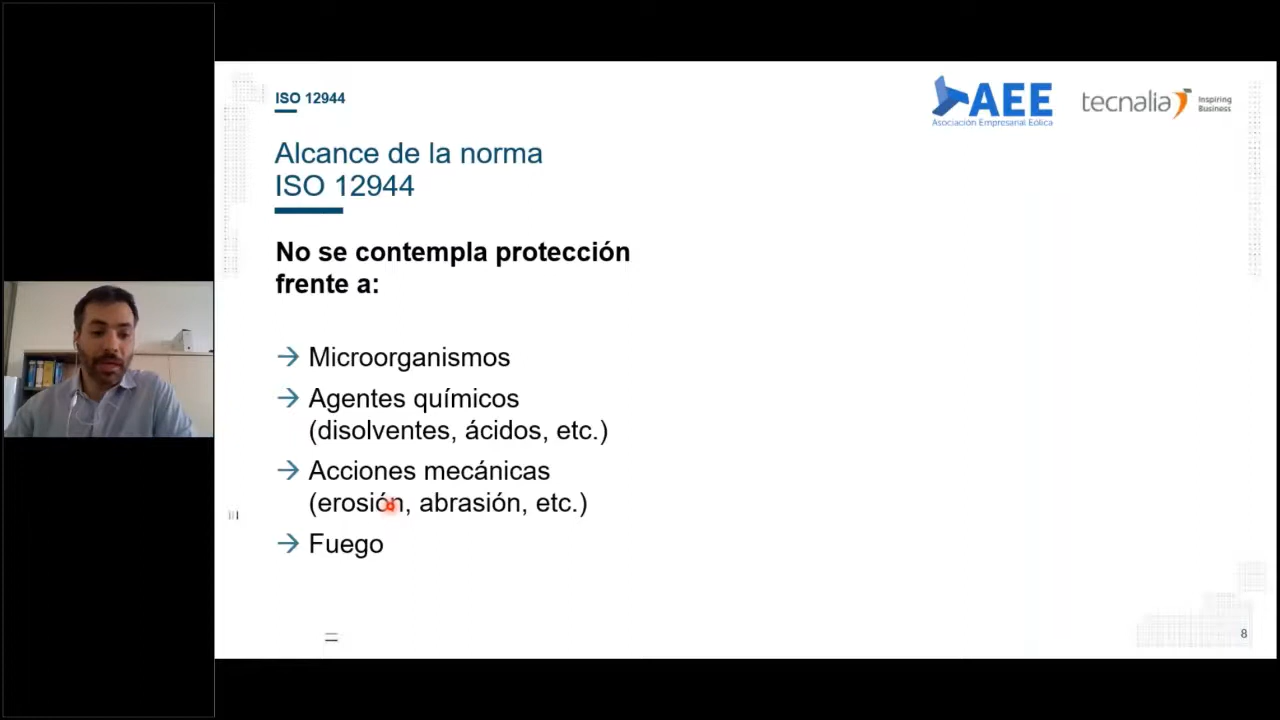 ISO 12944
AEE
Asociación Empresarial Eólica
tecnalia
Inspiring
Business
Alcance de la norma
ISO 12944
No se contempla protección
frente a:
→ Microorganismos
→ Agentes químicos
(disolventes, ácidos, etc.)
→ Acciones mecánicas
(erosión, abrasión, etc.)
→ Fuego
8